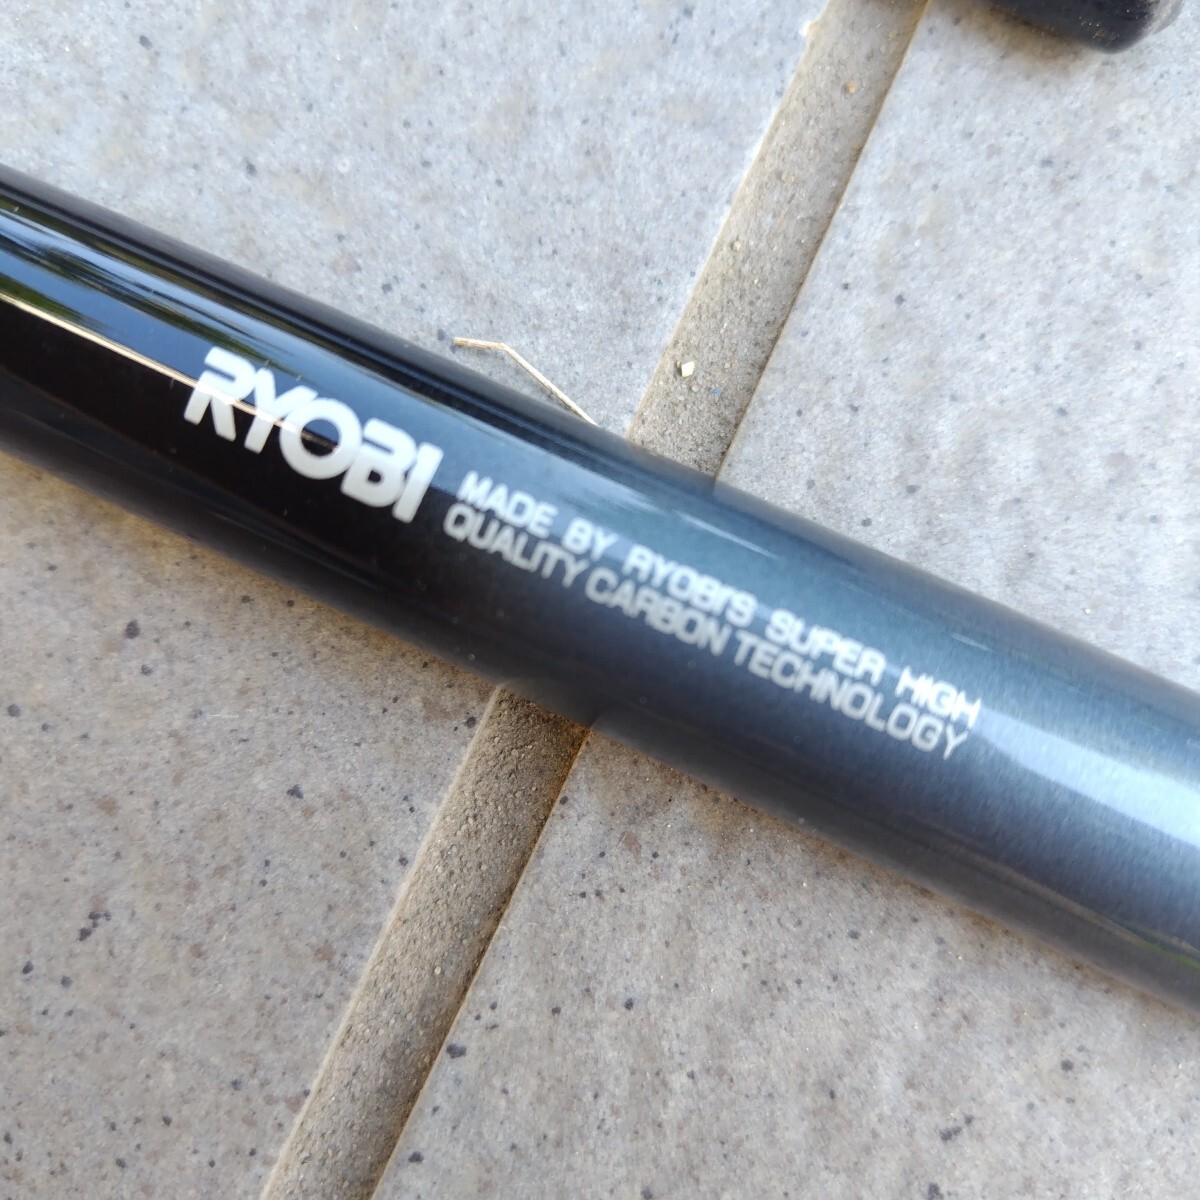 RYOBI
MADE BY RYOBI'S SUPER HIGH
QUALITY CARBON TECHNOLOGY